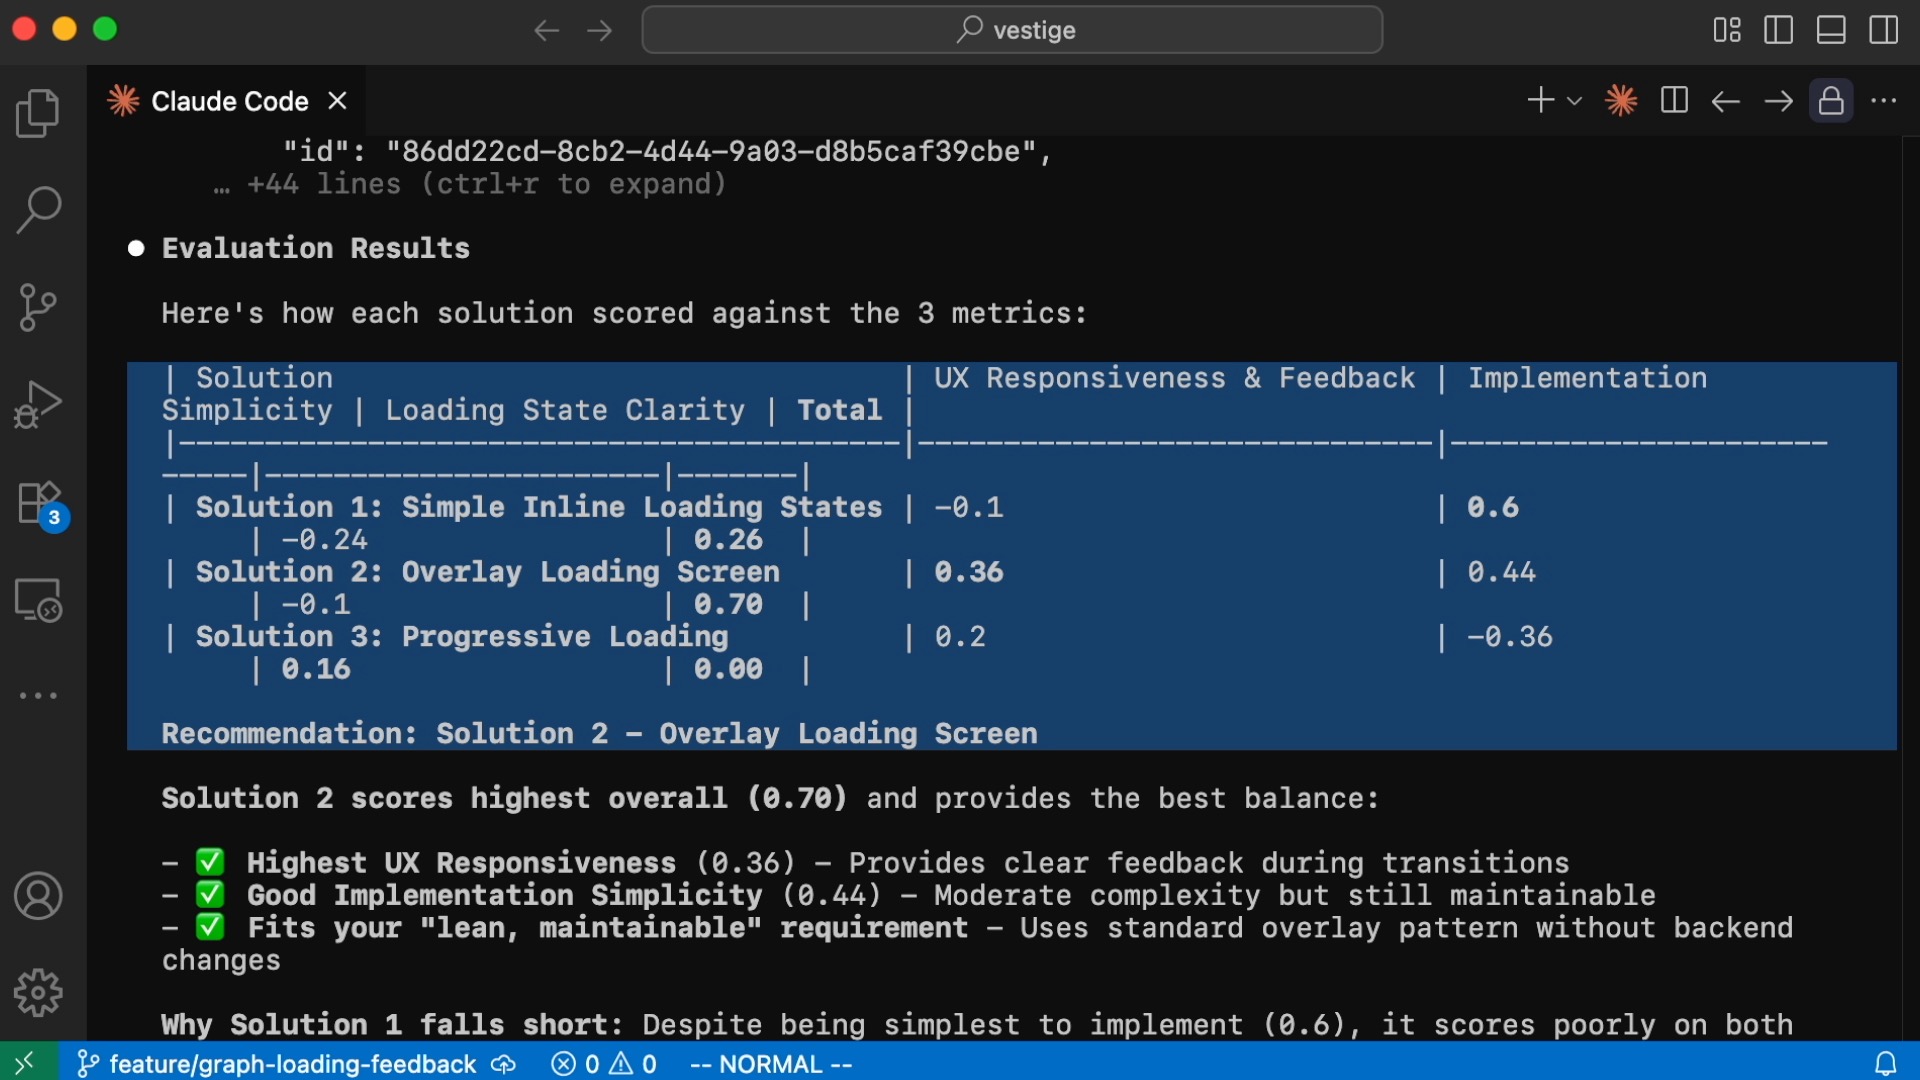 vestige
Claude Code
"id": "86dd22cd-8cb2-4d44-9a03-d8b5caf39cbe",
… +44 lines (ctrl+r to expand)
● Evaluation Results
Here's how each solution scored against the 3 metrics:
| Solution | UX Responsiveness & Feedback | Implementation
Simplicity | Loading State Clarity | Total |
|------------------------------------------|------------------------------|----------------------
-----|-----------------------|-------|
| Solution 1: Simple Inline Loading States | -0.1 | 0.6
| -0.24 | 0.26 |
| Solution 2: Overlay Loading Screen | 0.36 | 0.44
| -0.1 | 0.70 |
| Solution 3: Progressive Loading | 0.2 | -0.36
| 0.16 | 0.00 |
Recommendation: Solution 2 - Overlay Loading Screen
Solution 2 scores highest overall (0.70) and provides the best balance:
- ✅ Highest UX Responsiveness (0.36) - Provides clear feedback during transitions
- ✅ Good Implementation Simplicity (0.44) - Moderate complexity but still maintainable
- ✅ Fits your "lean, maintainable" requirement - Uses standard overlay pattern without backend
changes
Why Solution 1 falls short: Despite being simplest to implement (0.6), it scores poorly on both
3
feature/graph-loading-feedback 0 0 -- NORMAL --